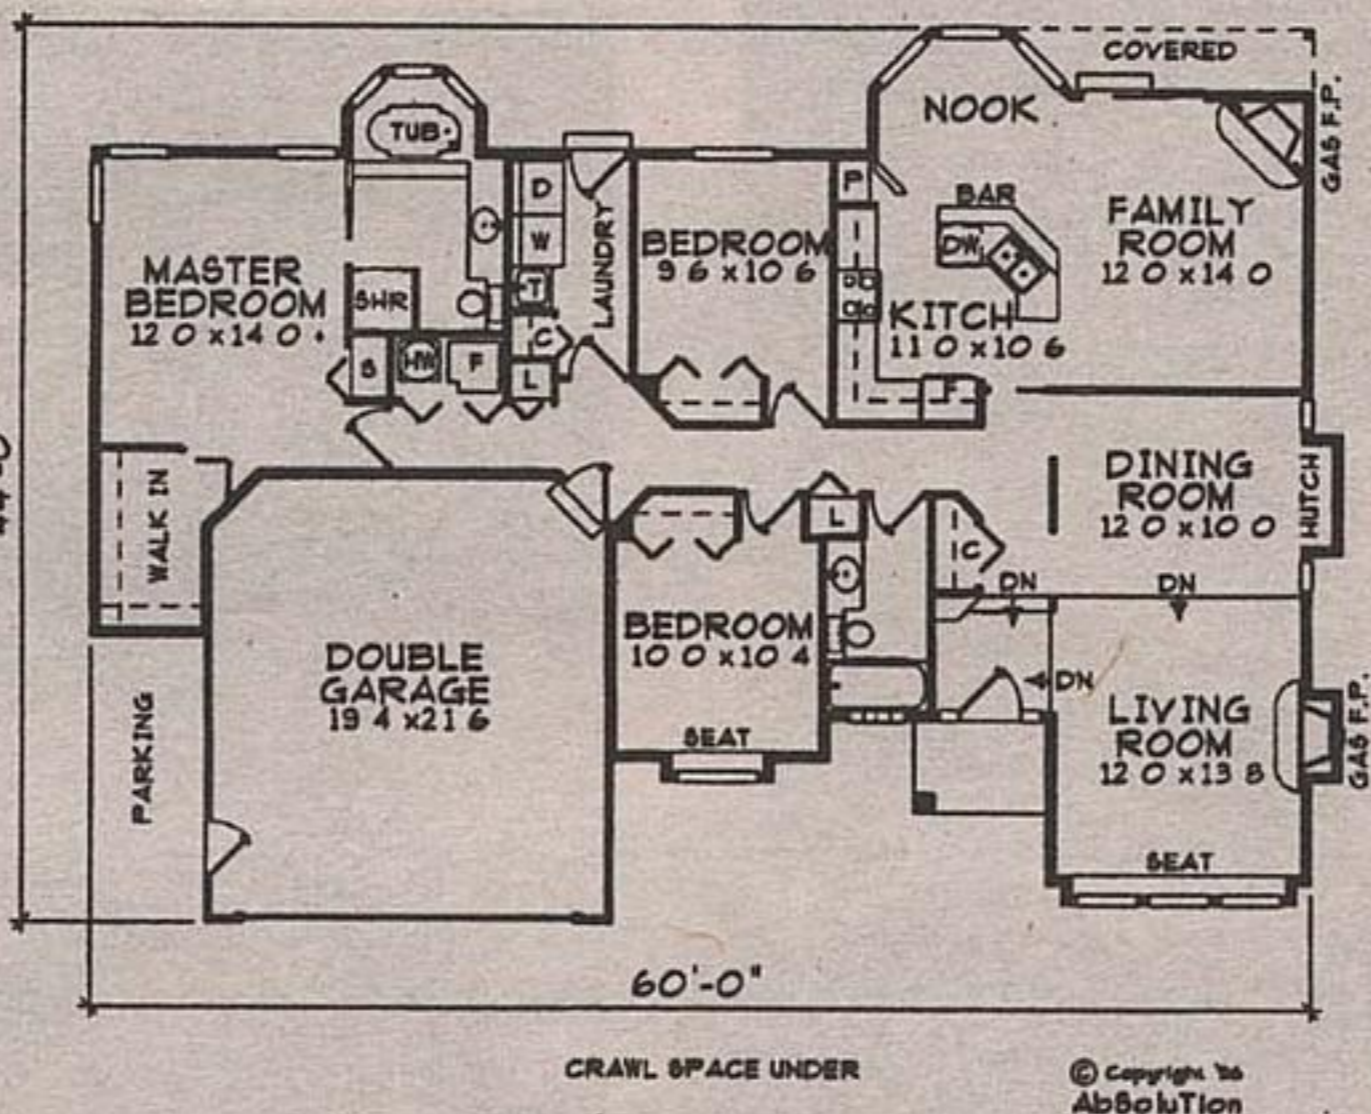 COVERED
NOOK
GAS F.P.
TUB
D
W
T
C
L
LAUNDRY
BEDROOM
9 6 x 10 6
P
BAR
DW
FAMILY
ROOM
12 0 x 14 0
MASTER
BEDROOM
12 0 x 14 0 +
SHR
S
HW
F
KITCH
11 0 x 10 6
F
DINING
ROOM
12 0 x 10 0
HUTCH
WALK IN
L
C
DN
DN
DN
DOUBLE
GARAGE
19 4 x 21 6
BEDROOM
10 0 x 10 4
SEAT
LIVING
ROOM
12 0 x 13 8
GAS F.P.
SEAT
PARKING
60'-0"
CRAWL SPACE UNDER
© Copyright
AbSoluTion